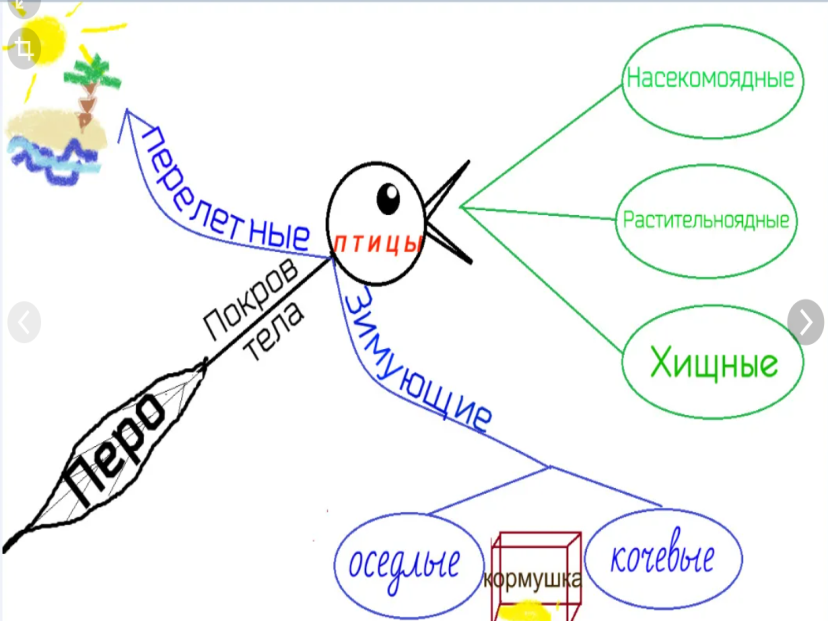 Насекомоядные
перелетные
Растительноядные
птицы
Покров
тела
Зимующие
Хищные
Перо
оседлые
кормушка
кочевые